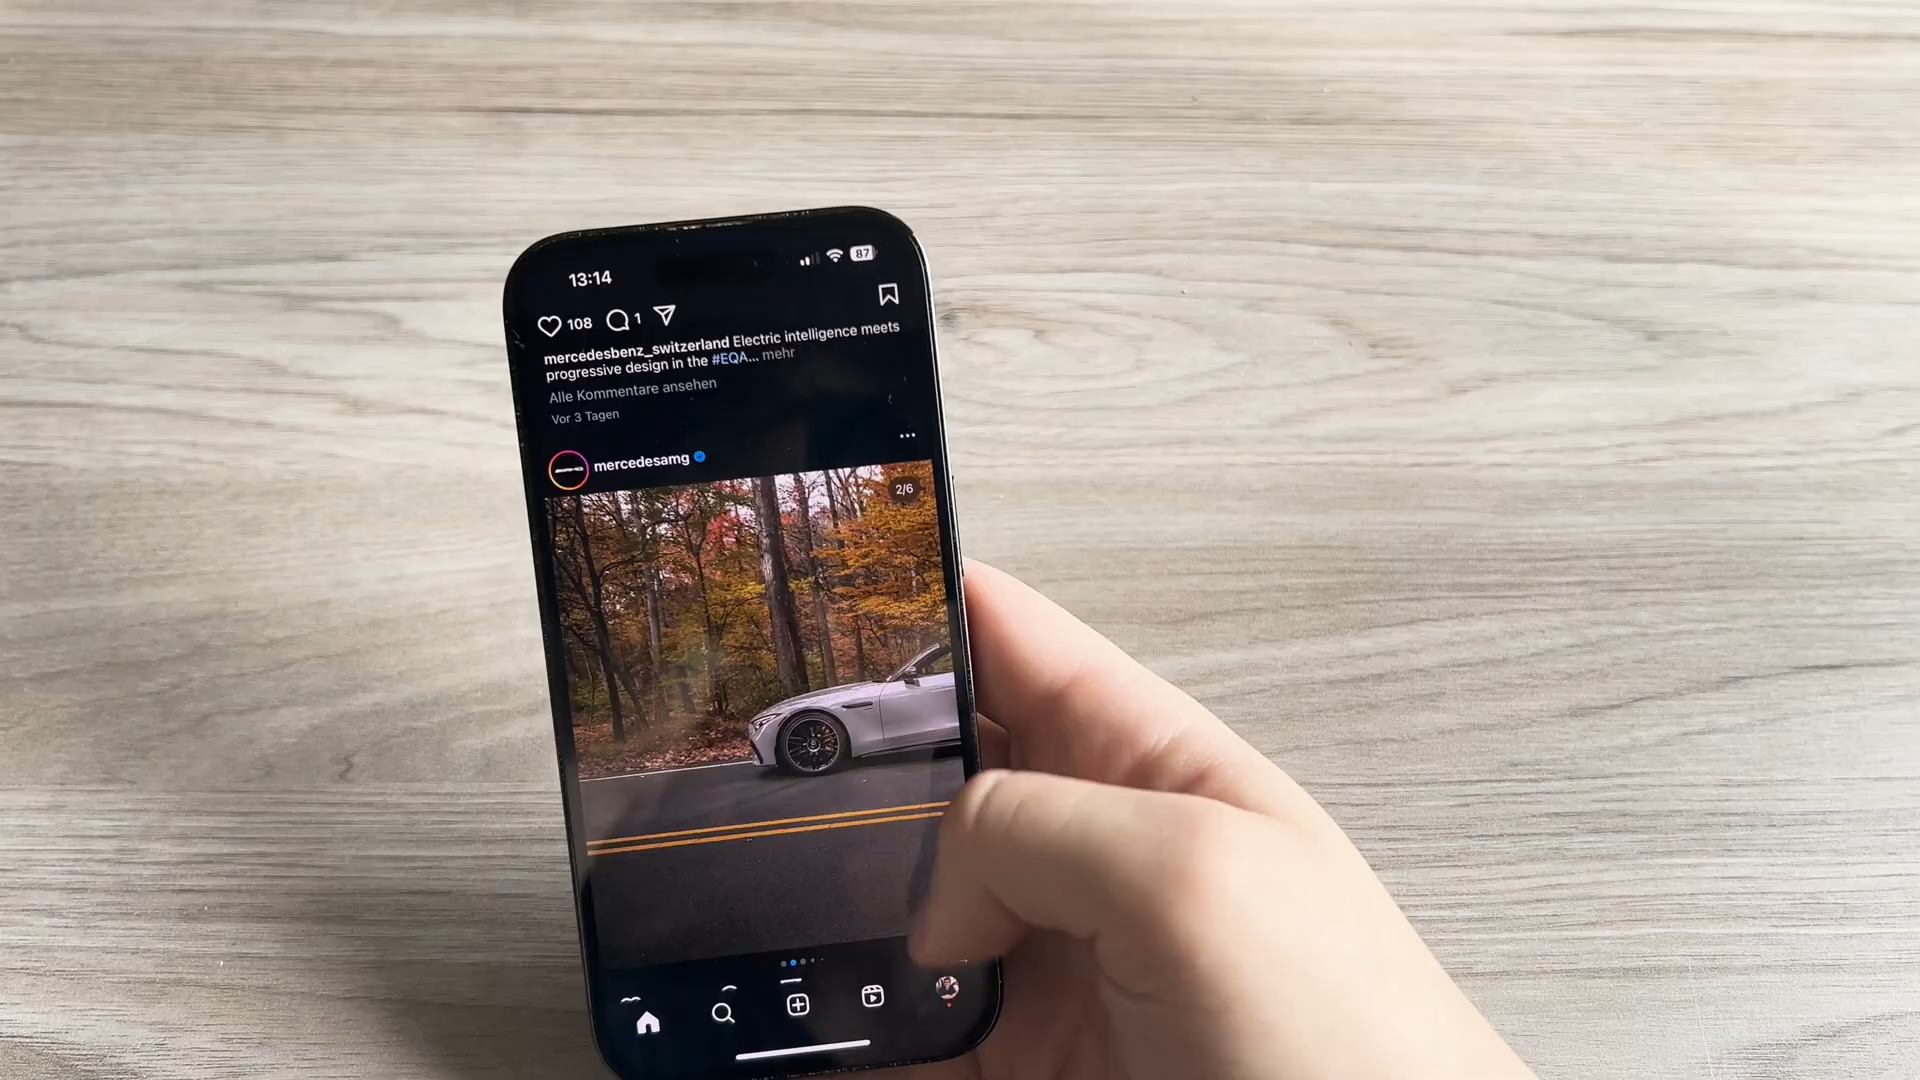 13:14
87
108 1
mercedesbenz_switzerland Electric intelligence meets
progressive design in the #EQA... mehr
Alle Kommentare ansehen
Vor 3 Tagen
mercedesamg
2/6